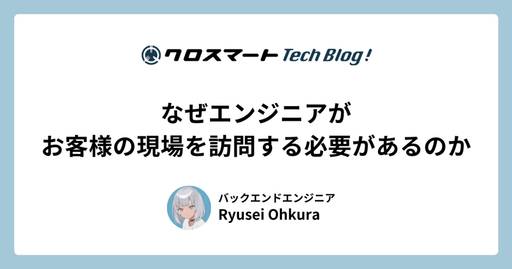 クロスマート Tech Blog!
なぜエンジニアが
お客様の現場を訪問する必要があるのか
バックエンドエンジニア
Ryusei Ohkura